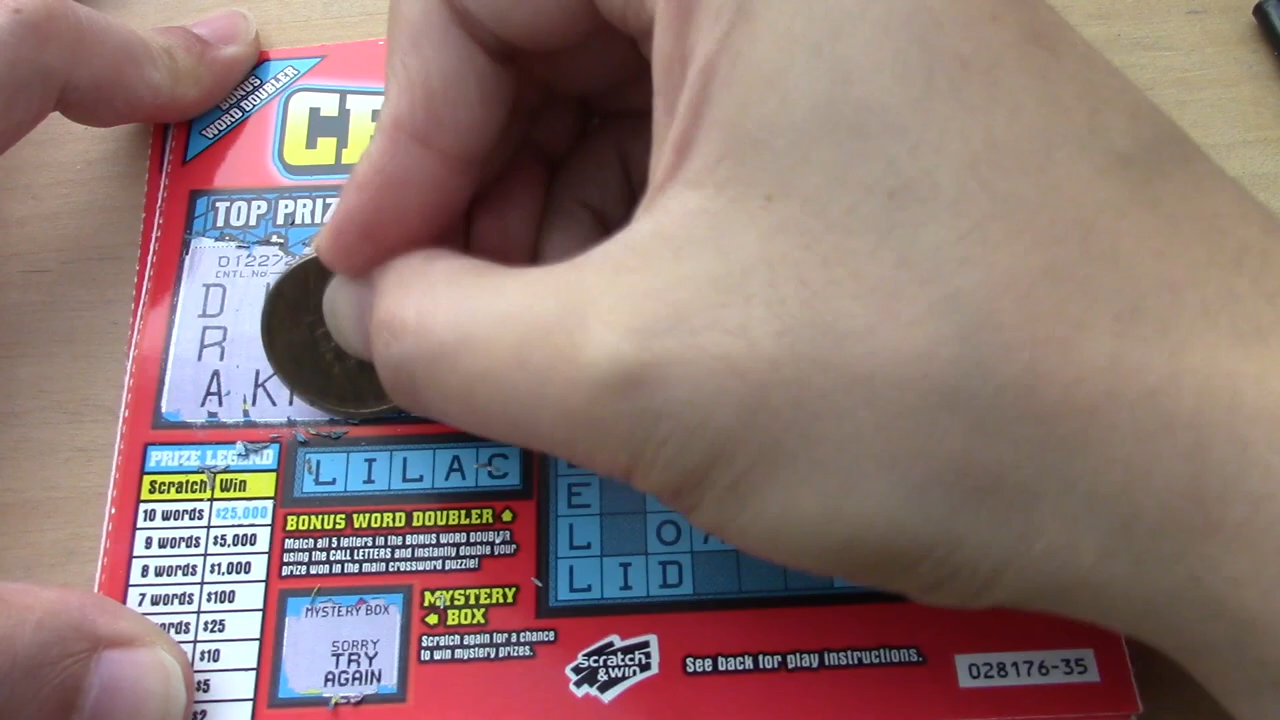 BONUS
WORD DOUBLER
TOP
CNTL.No.
D
R
A K
PRIZE LEGEND
Scratch Win
10 words $25,000
9 words $5,000
8 words $1,000
7 words $100
$25
$10
$5
$2
LILAC
BONUS WORD DOUBLER
Match all 5 letters in the BONUS WORD DOUBLER
using the CALL LETTERS and instantly double your
prize won in the main crossword puzzle!
MYSTERY BOX
SORRY
TRY
AGAIN
MYSTERY
BOX
Scratch again for a chance
to win mystery prizes.
E
L O
LID
Scratch
&Win
See back for play instructions.
028176-35